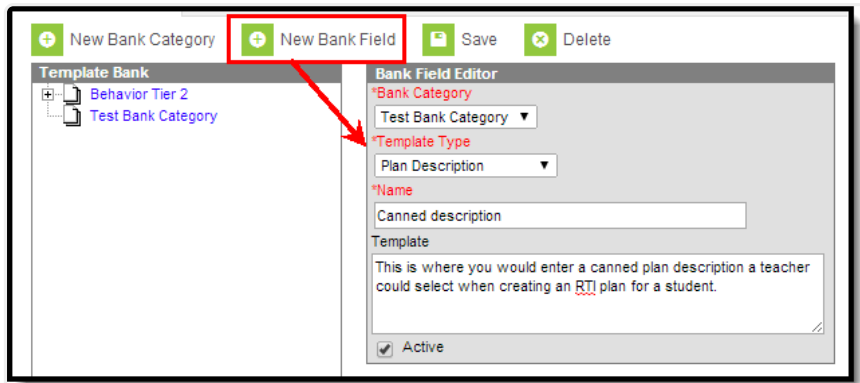 New Bank Category New Bank Field Save Delete
Template Bank
Behavior Tier 2
Test Bank Category
Bank Field Editor
*Bank Category
Test Bank Category
*Template Type
Plan Description
*Name
Canned description
Template
This is where you would enter a canned plan description a teacher
could select when creating an RTI plan for a student.
Active